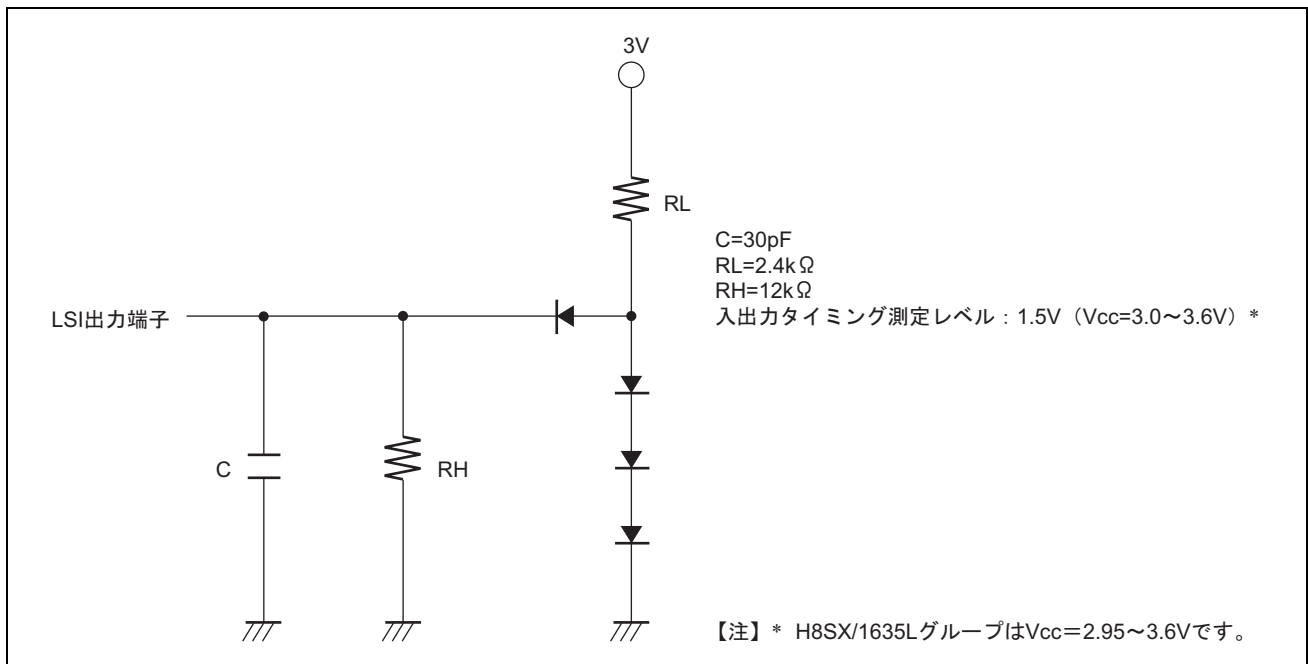 3V
RL
C=30pF
RL=2.4kΩ
RH=12kΩ
入出力タイミング測定レベル：1.5V（Vcc=3.0～3.6V）*
LSI出力端子
C
RH
【注】* H8SX/1635LグループはVcc＝2.95～3.6Vです。